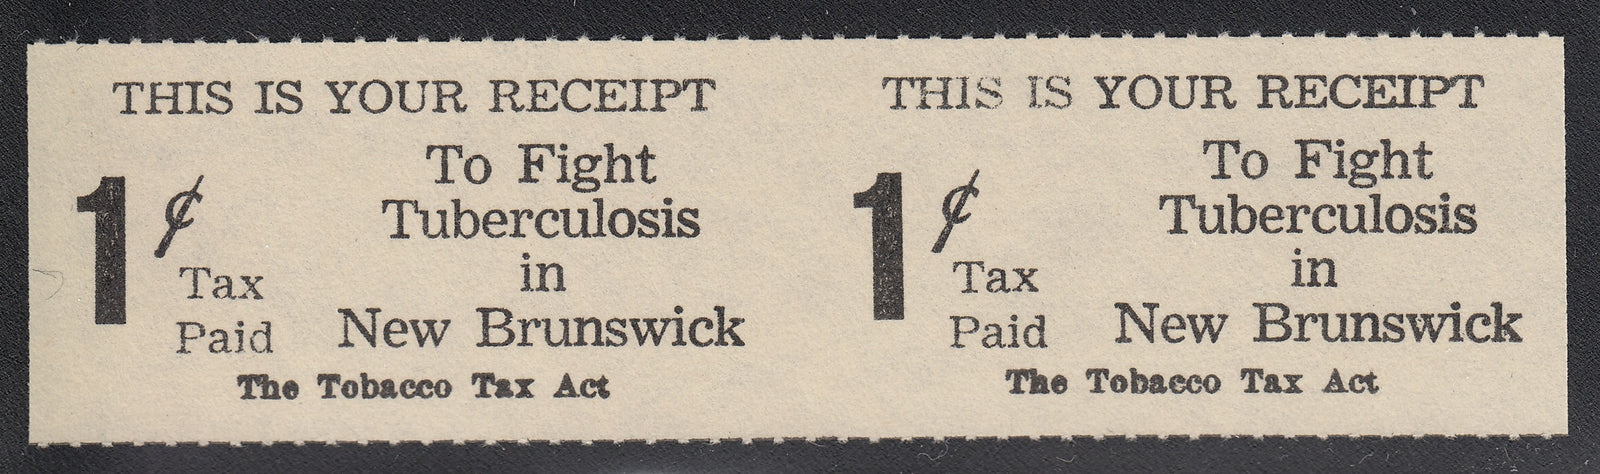 THIS IS YOUR RECEIPT
1¢
Tax
Paid
To Fight
Tuberculosis
in
New Brunswick
The Tobacco Tax Act
THIS IS YOUR RECEIPT
1¢
Tax
Paid
To Fight
Tuberculosis
in
New Brunswick
The Tobacco Tax Act